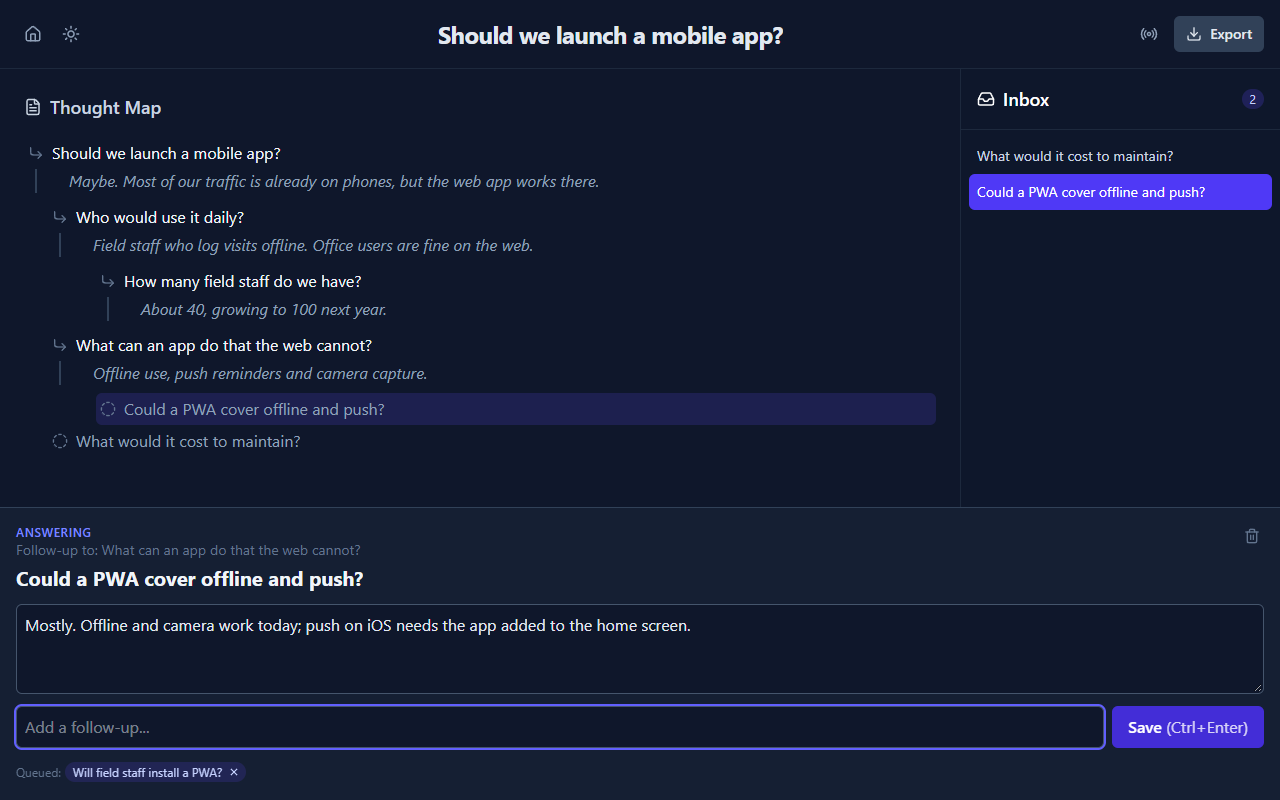 Should we launch a mobile app?
Export
Thought Map
Should we launch a mobile app?
Maybe. Most of our traffic is already on phones, but the web app works there.
Who would use it daily?
Field staff who log visits offline. Office users are fine on the web.
How many field staff do we have?
About 40, growing to 100 next year.
What can an app do that the web cannot?
Offline use, push reminders and camera capture.
Could a PWA cover offline and push?
What would it cost to maintain?
Inbox
2
What would it cost to maintain?
Could a PWA cover offline and push?
ANSWERING
Follow-up to: What can an app do that the web cannot?
Could a PWA cover offline and push?
Mostly. Offline and camera work today; push on iOS needs the app added to the home screen.
Add a follow-up...
Save (Ctrl+Enter)
Queued: Will field staff install a PWA? ×